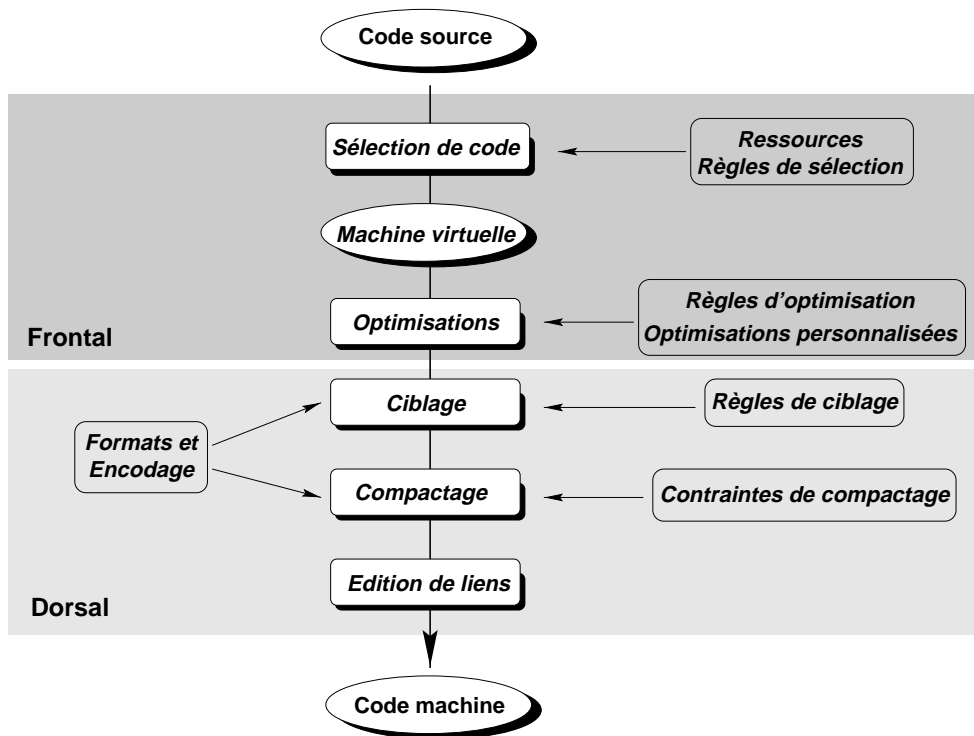 Code source
Sélection de code
Ressources
Règles de sélection
Machine virtuelle
Règles d'optimisation
Optimisations
Optimisations personnalisées
Frontal
Ciblage
Règles de ciblage
Formats et
Encodage
Compactage
Contraintes de compactage
Edition de liens
Dorsal
Code machine